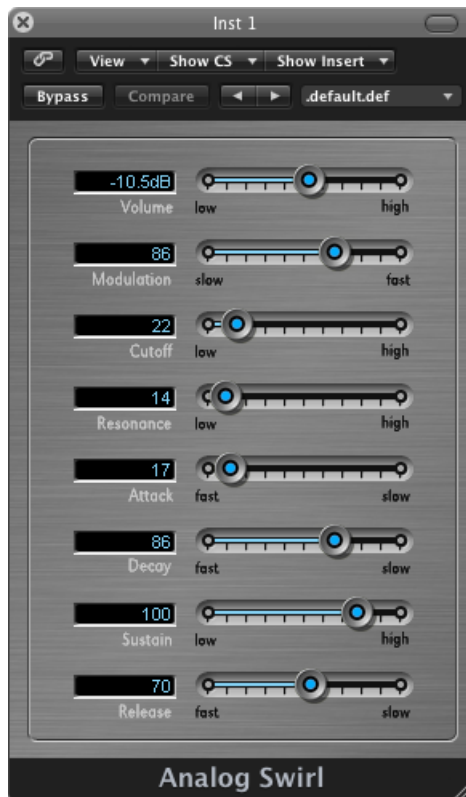 Inst 1
View Show CS Show Insert
Bypass Compare .default.def
-10.5dB
Volume low high
86
Modulation slow fast
22
Cutoff low high
14
Resonance low high
17
Attack fast slow
86
Decay fast slow
100
Sustain low high
70
Release fast slow
Analog Swirl